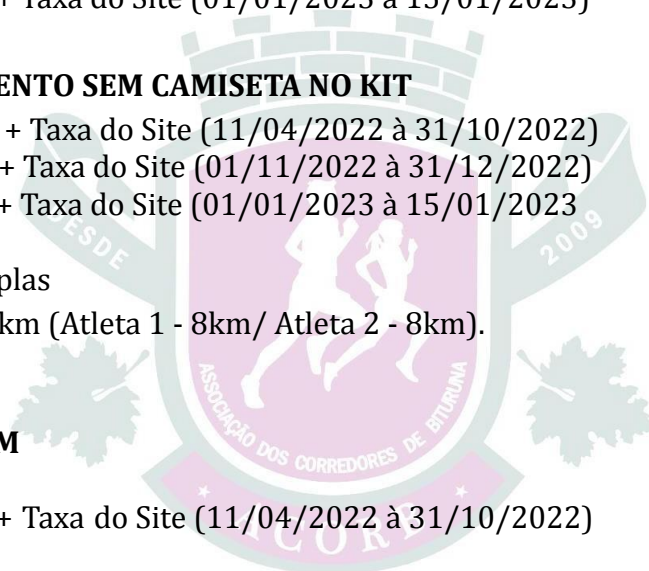 + Taxa do Site (01/01/2023 à 15/01/2023)
ENTO SEM CAMISETA NO KIT
+ Taxa do Site (11/04/2022 à 31/10/2022)
+ Taxa do Site (01/11/2022 à 31/12/2022)
+ Taxa do Site (01/01/2023 à 15/01/2023
DESDE
2009
plas
km (Atleta 1 - 8km/ Atleta 2 - 8km).
ASSOCIAÇÃO DOS CORREDORES DE BITURUNA
M
+ Taxa do Site (11/04/2022 à 31/10/2022)
ACORB